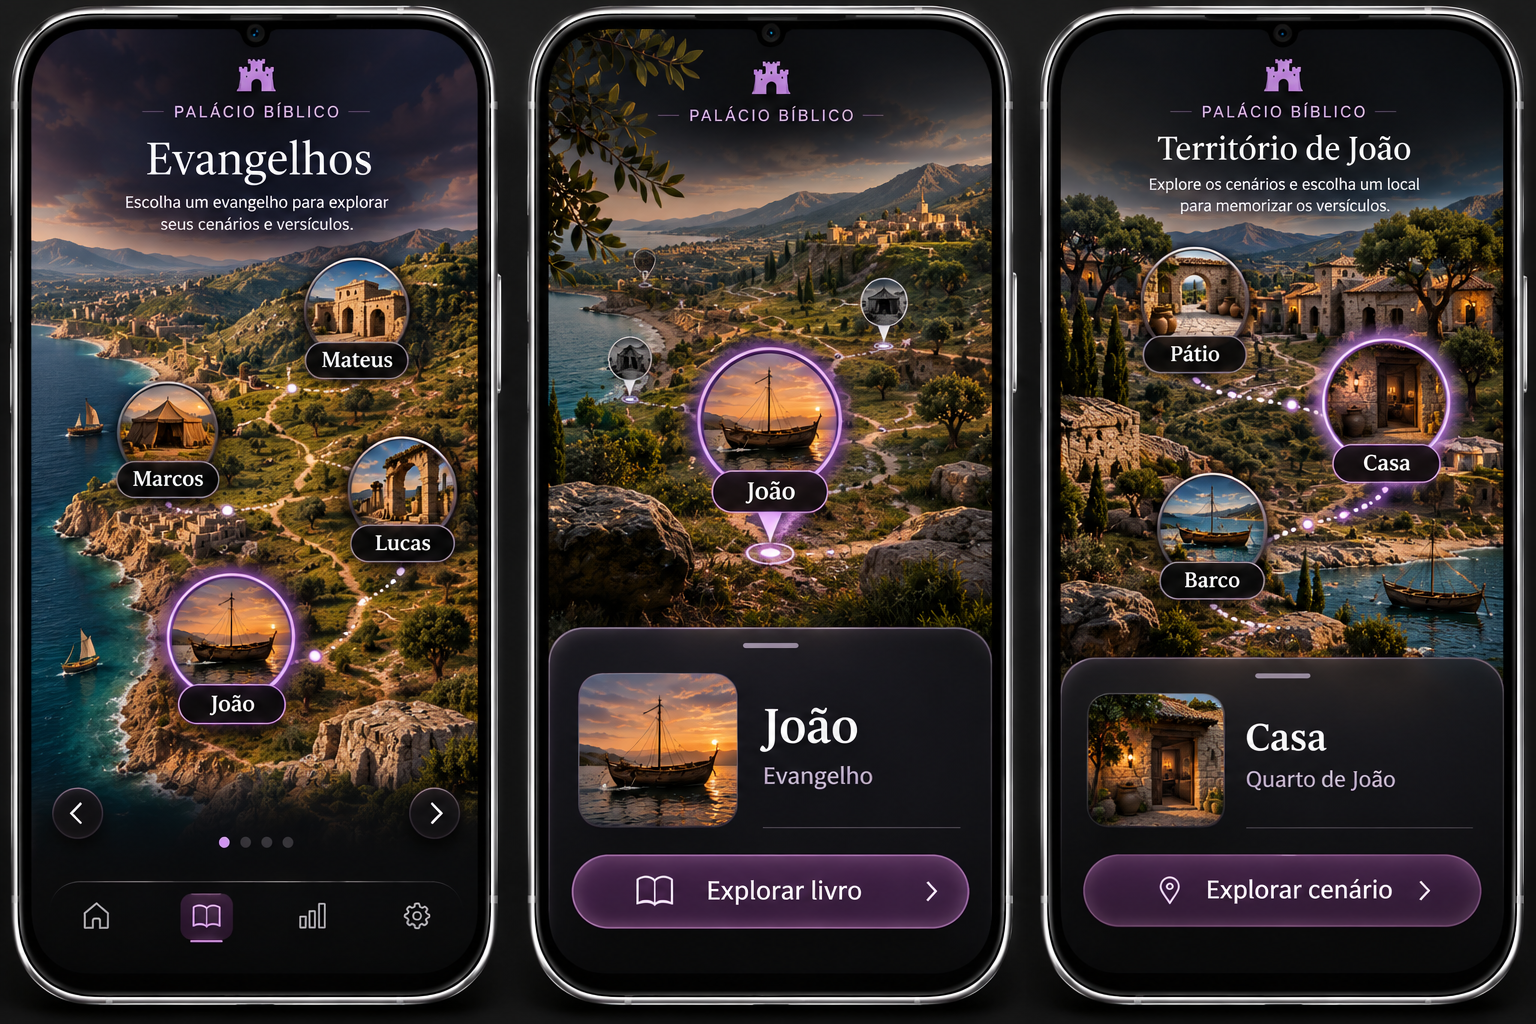 PALÁCIO BÍBLICO
Evangelhos
Escolha um evangelho para explorar
seus cenários e versículos.
Mateus
Marcos
Lucas
João
PALÁCIO BÍBLICO
João
João
Evangelho
Explorar livro
PALÁCIO BÍBLICO
Território de João
Explore os cenários e escolha um local
para memorizar os versículos.
Pátio
Casa
Barco
Casa
Quarto de João
Explorar cenário